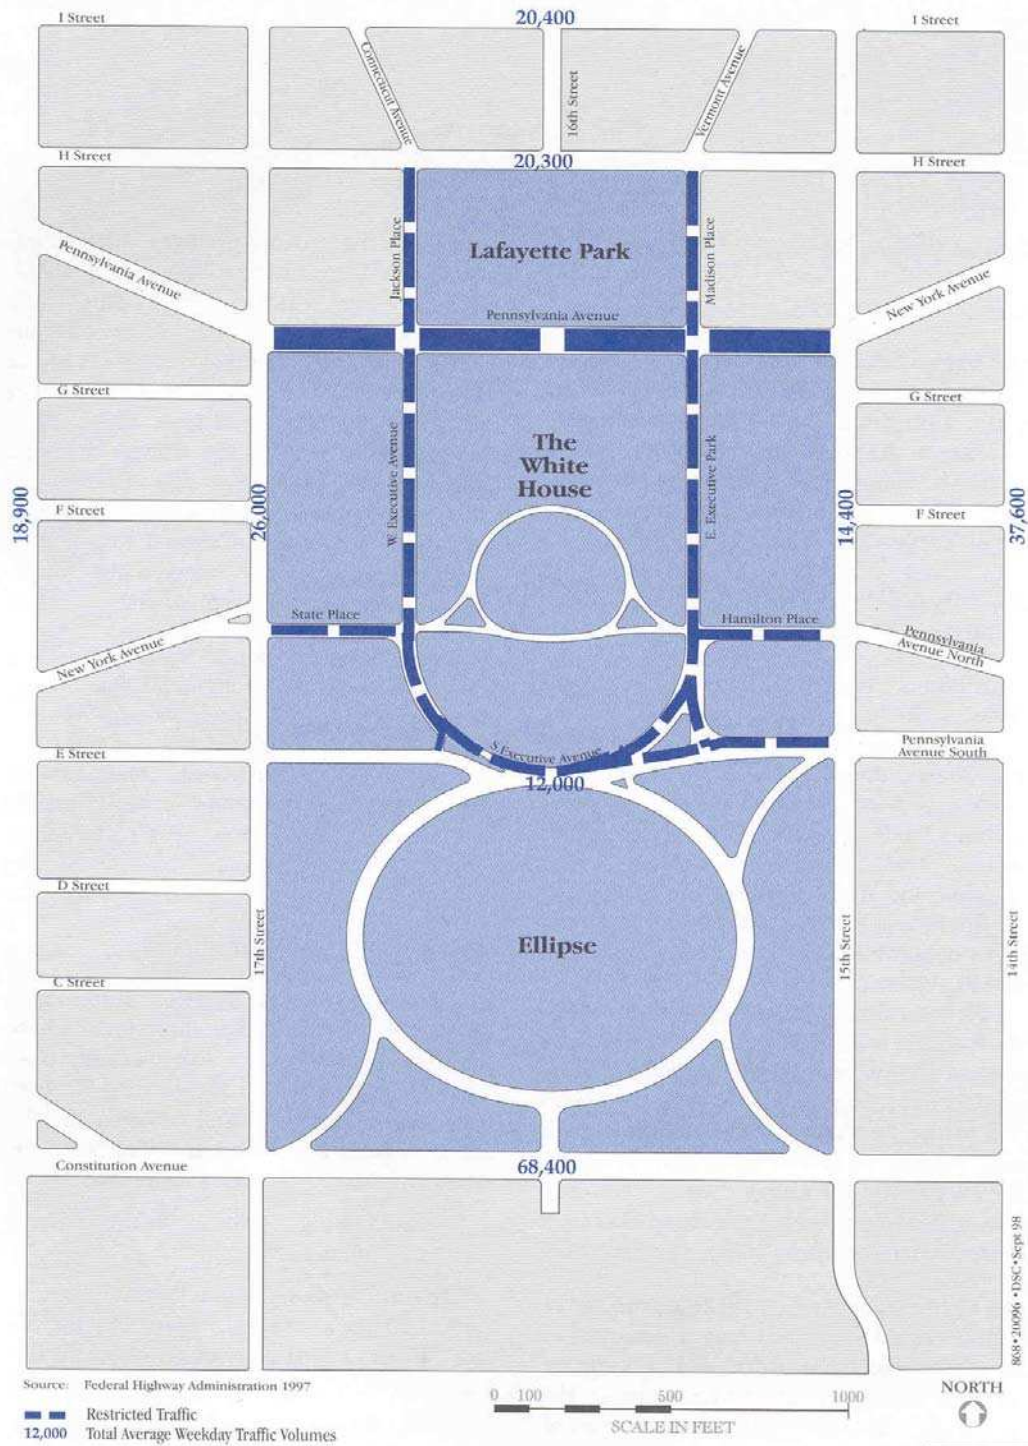 I Street
20,400
I Street
Connecticut Avenue
16th Street
Vermont Avenue
H Street
20,300
H Street
Pennsylvania Avenue
Jackson Place
Lafayette Park
Madison Place
New York Avenue
Pennsylvania Avenue
G Street
G Street
The
White
House
W. Executive Avenue
E. Executive Park
18,900
26,000
14,400
37,600
F Street
F Street
State Place
Hamilton Place
New York Avenue
Pennsylvania
Avenue North
E Street
S Executive Avenue
Pennsylvania
Avenue South
12,000
D Street
17th Street
Ellipse
15th Street
14th Street
C Street
Constitution Avenue
68,400
868•20096 •DSC•Sept 98
Source: Federal Highway Administration 1997
Restricted Traffic
12,000 Total Average Weekday Traffic Volumes
0 100 500 1000
SCALE IN FEET
NORTH